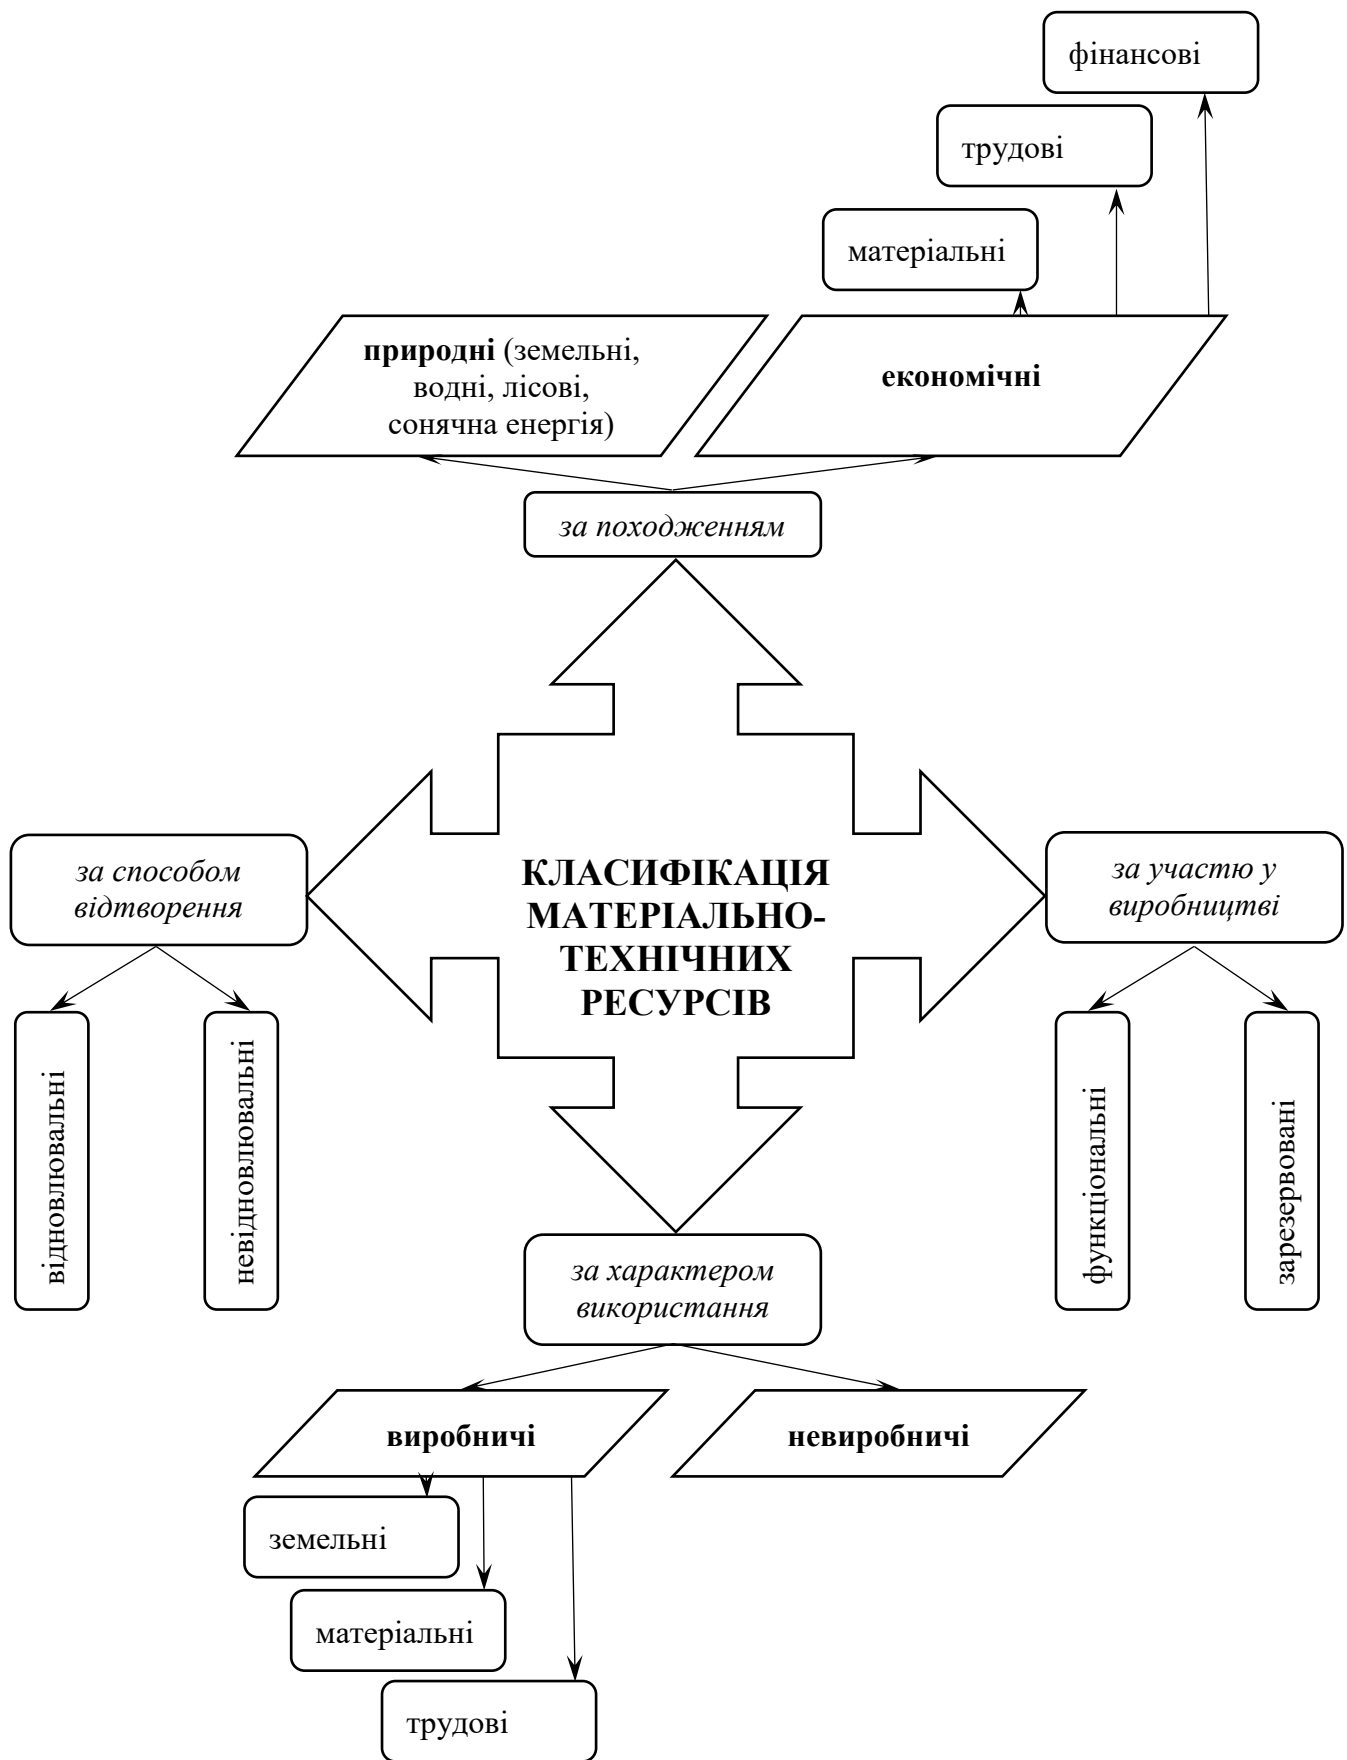 фінансові
трудові
матеріальні
природні (земельні,
водні, лісові,
сонячна енергія)
економічні
за походженням
за способом
відтворення
КЛАСИФІКАЦІЯ
МАТЕРІАЛЬНО-
ТЕХНІЧНИХ
РЕСУРСІВ
за участю у
виробництві
відновлювальні
невідновлювальні
функціональні
зарезервовані
за характером
використання
виробничі
невиробничі
земельні
матеріальні
трудові